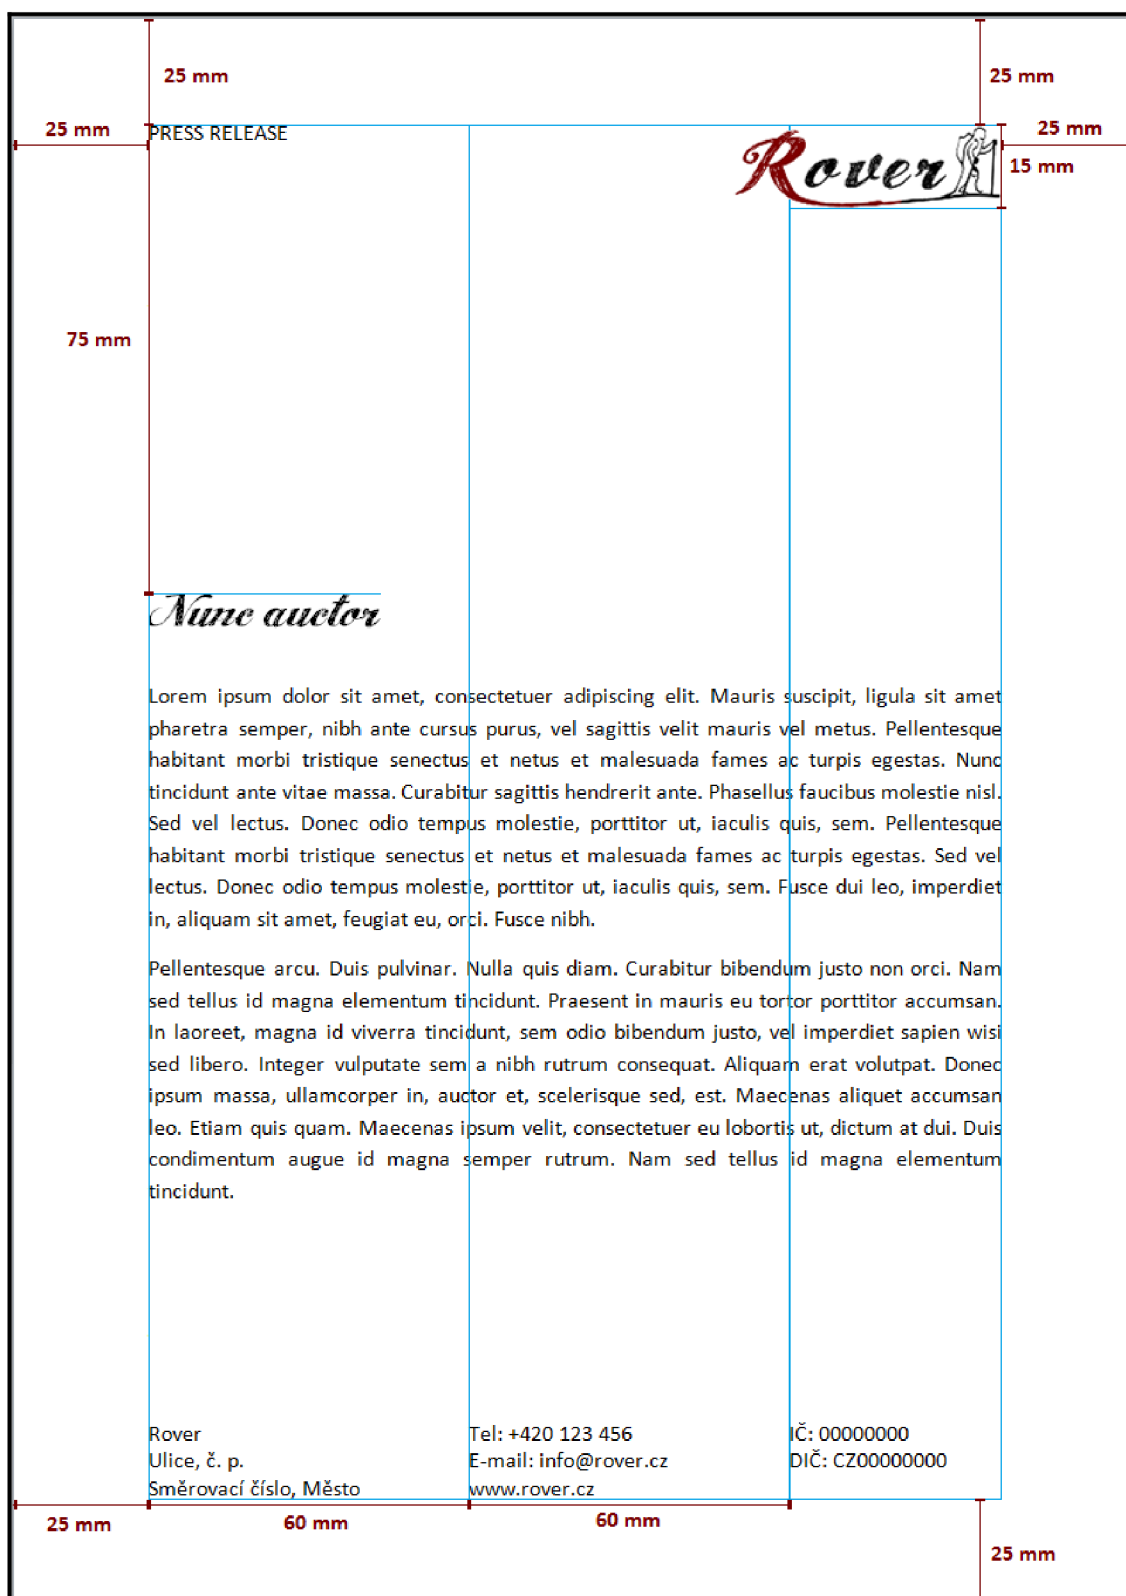 25 mm
25 mm
25 mm
PRESS RELEASE
Rover
25 mm
15 mm
75 mm
Nunc auctor
Lorem ipsum dolor sit amet, consectetuer adipiscing elit. Mauris suscipit, ligula sit amet
pharetra semper, nibh ante cursus purus, vel sagittis velit mauris vel metus. Pellentesque
habitant morbi tristique senectus et netus et malesuada fames ac turpis egestas. Nunc
tincidunt ante vitae massa. Curabitur sagittis hendrerit ante. Phasellus faucibus molestie nisl.
Sed vel lectus. Donec odio tempus molestie, porttitor ut, iaculis quis, sem. Pellentesque
habitant morbi tristique senectus et netus et malesuada fames ac turpis egestas. Sed vel
lectus. Donec odio tempus molestie, porttitor ut, iaculis quis, sem. Fusce dui leo, imperdiet
in, aliquam sit amet, feugiat eu, orci. Fusce nibh.
Pellentesque arcu. Duis pulvinar. Nulla quis diam. Curabitur bibendum justo non orci. Nam
sed tellus id magna elementum tincidunt. Praesent in mauris eu tortor porttitor accumsan.
In laoreet, magna id viverra tincidunt, sem odio bibendum justo, vel imperdiet sapien wisi
sed libero. Integer vulputate sem a nibh rutrum consequat. Aliquam erat volutpat. Donec
ipsum massa, ullamcorper in, auctor et, scelerisque sed, est. Maecenas aliquet accumsan
leo. Etiam quis quam. Maecenas ipsum velit, consectetuer eu lobortis ut, dictum at dui. Duis
condimentum augue id magna semper rutrum. Nam sed tellus id magna elementum
tincidunt.
Rover
Ulice, č. p.
Směrovací číslo, Město
Tel: +420 123 456
E-mail: info@rover.cz
www.rover.cz
IČ: 00000000
DIČ: CZ00000000
25 mm
60 mm
60 mm
25 mm